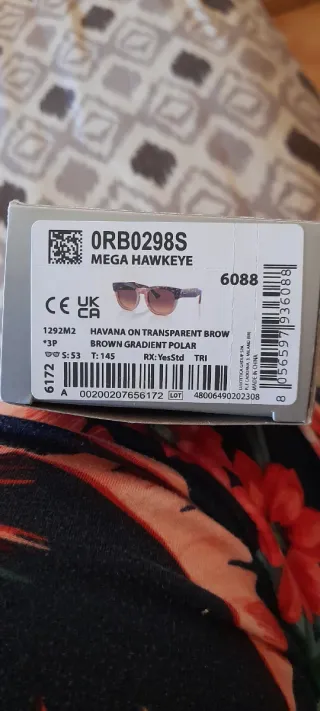 0RB0298S
MEGA HAWKEYE
6088
CE UK CA
1292M2 HAVANA ON TRANSPARENT BROW
*3P BROWN GRADIENT POLAR
S: 53 T: 145 RX: YesStd TRI
6172
A 00200207656172 LOT 48006490202308
MADE IN CHINA
8 056597 936088